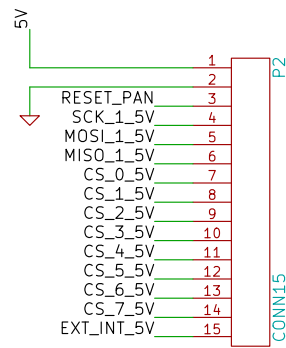 5V
1
P2
2
RESET_PAN 3
SCK_1_5V 4
MOSI_1_5V 5
MISO_1_5V 6
CS_0_5V 7
CS_1_5V 8
CS_2_5V 9
CS_3_5V 10
CS_4_5V 11
CS_5_5V 12
CS_6_5V 13
CS_7_5V 14
EXT_INT_5V 15
CONN15